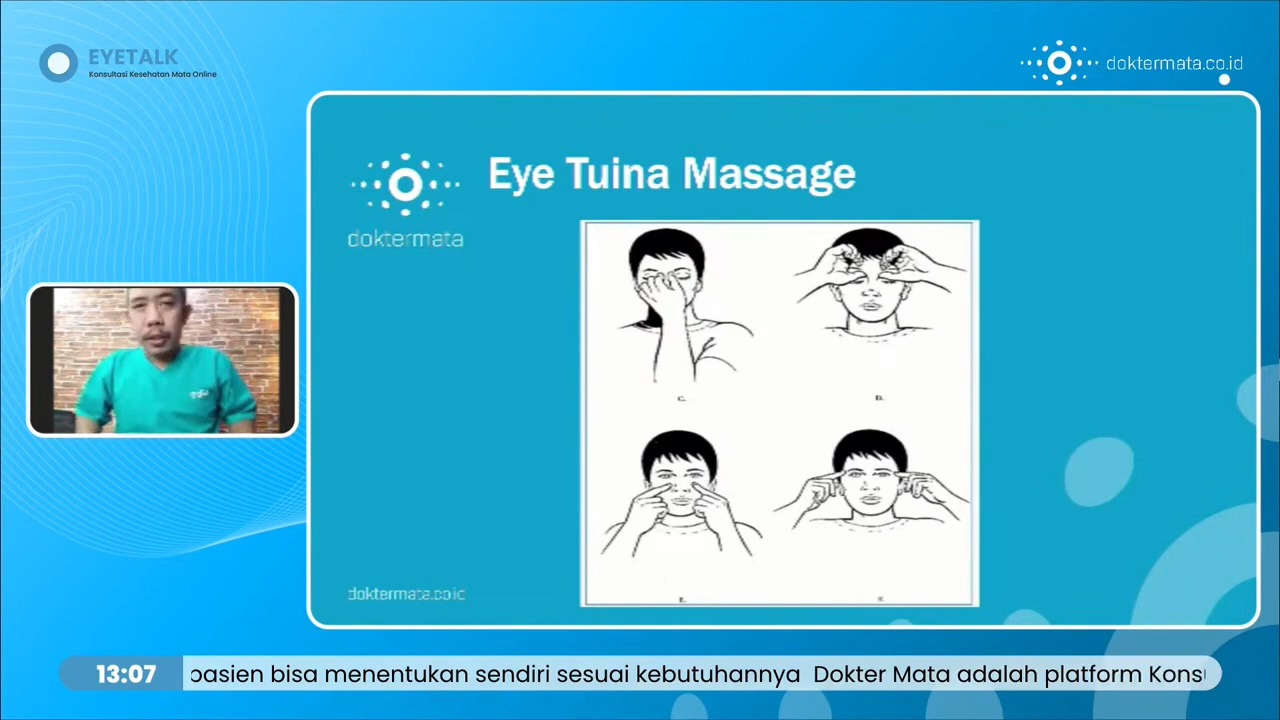 EYETALK
Konsultasi Kesehatan Mata Online
doktermata.co.id
Eye Tuina Massage
doktermata
C.
D.
E.
doktermata.co.id
13:07
pasien bisa menentukan sendiri sesuai kebutuhannya Dokter Mata adalah platform Konsu